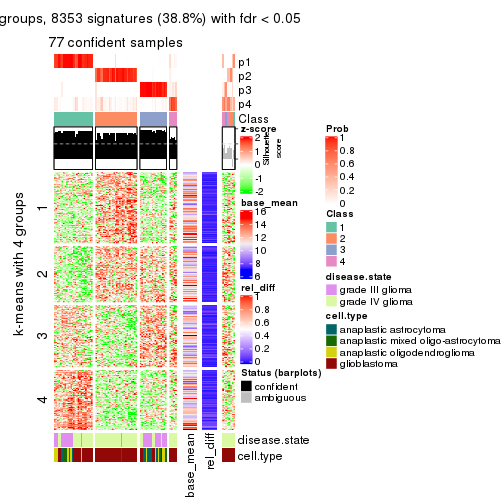 groups, 8353 signatures (38.8%) with fdr < 0.05
77 confident samples
p1
p2
p3
p4
Class
Silhouette
score
k-means with 4 groups
1
2
3
4
z-score
2
1
0
-1
-2
base_mean
16
14
12
10
8
6
rel_diff
1
0.8
0.6
0.4
0.2
0
Status (barplots)
confident
ambiguous
Prob
1
0.8
0.6
0.4
0.2
0
Class
1
2
3
4
disease.state
grade III glioma
grade IV glioma
cell.type
anaplastic astrocytoma
anaplastic mixed oligo-astrocytoma
anaplastic oligodendroglioma
glioblastoma
disease.state
cell.type
base_mean
rel_diff